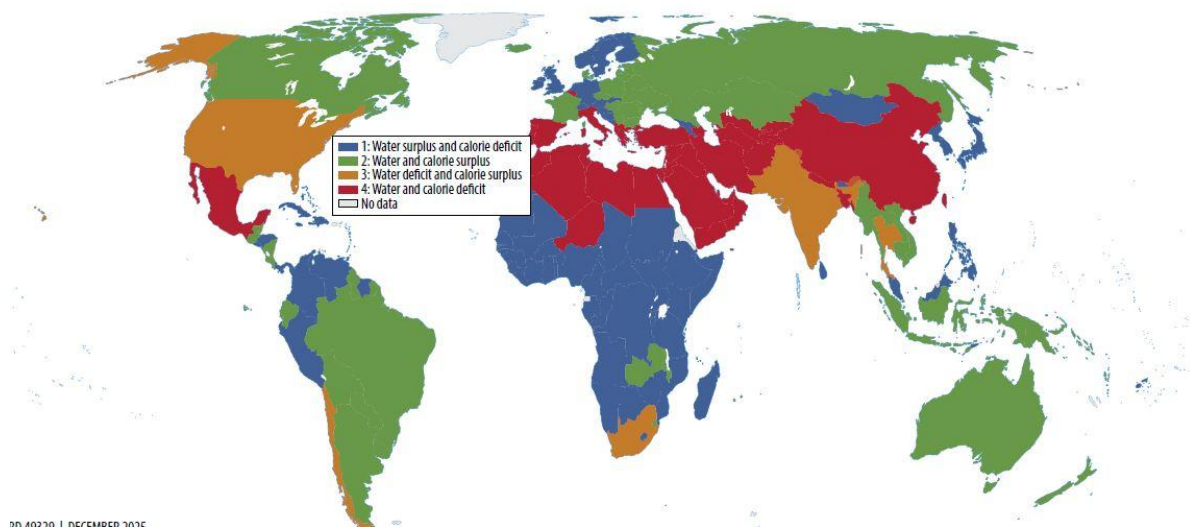 1: Water surplus and calorie deficit
2: Water and calorie surplus
3: Water deficit and calorie surplus
4: Water and calorie deficit
No data
49329 | DECEMBER 2025